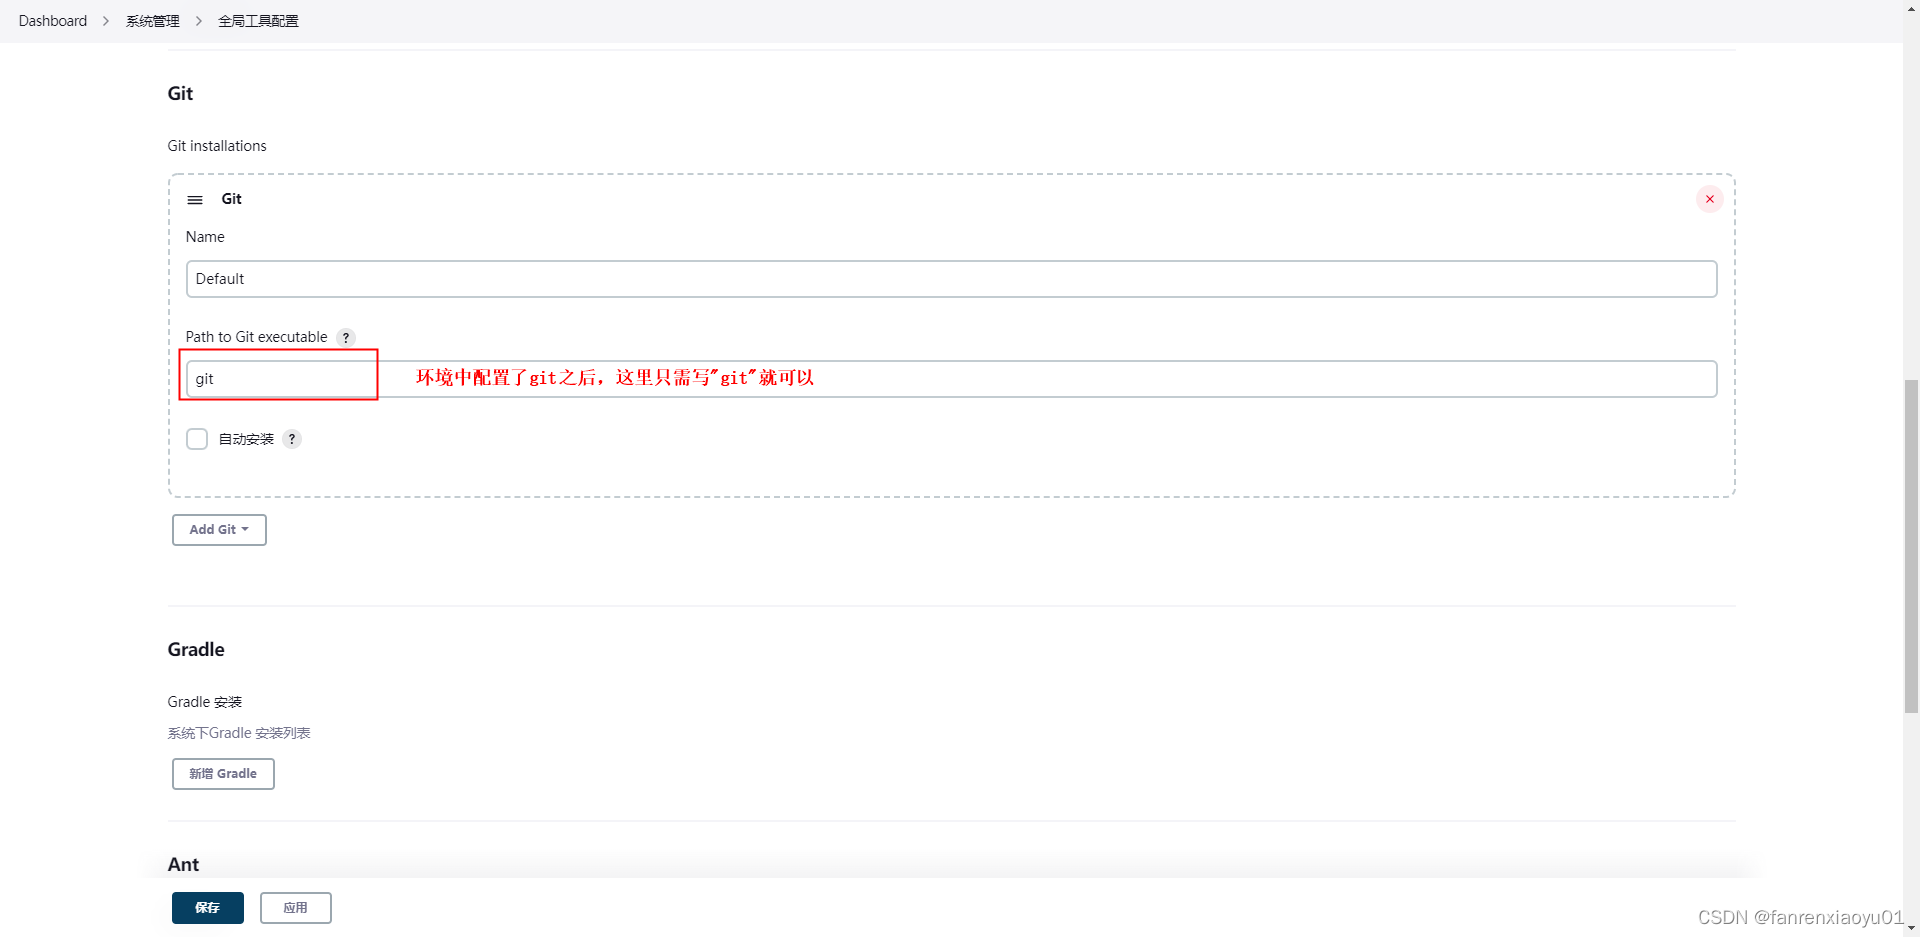 Dashboard > 系统管理 > 全局工具配置
Git
Git installations
Git
Name
Default
Path to Git executable ?
git
环境中配置了git之后，这里只需写"git"就可以
自动安装 ?
Add Git
Gradle
Gradle 安装
系统下Gradle 安装列表
新增 Gradle
Ant
保存 应用
CSDN @fanrenxiaoyu01